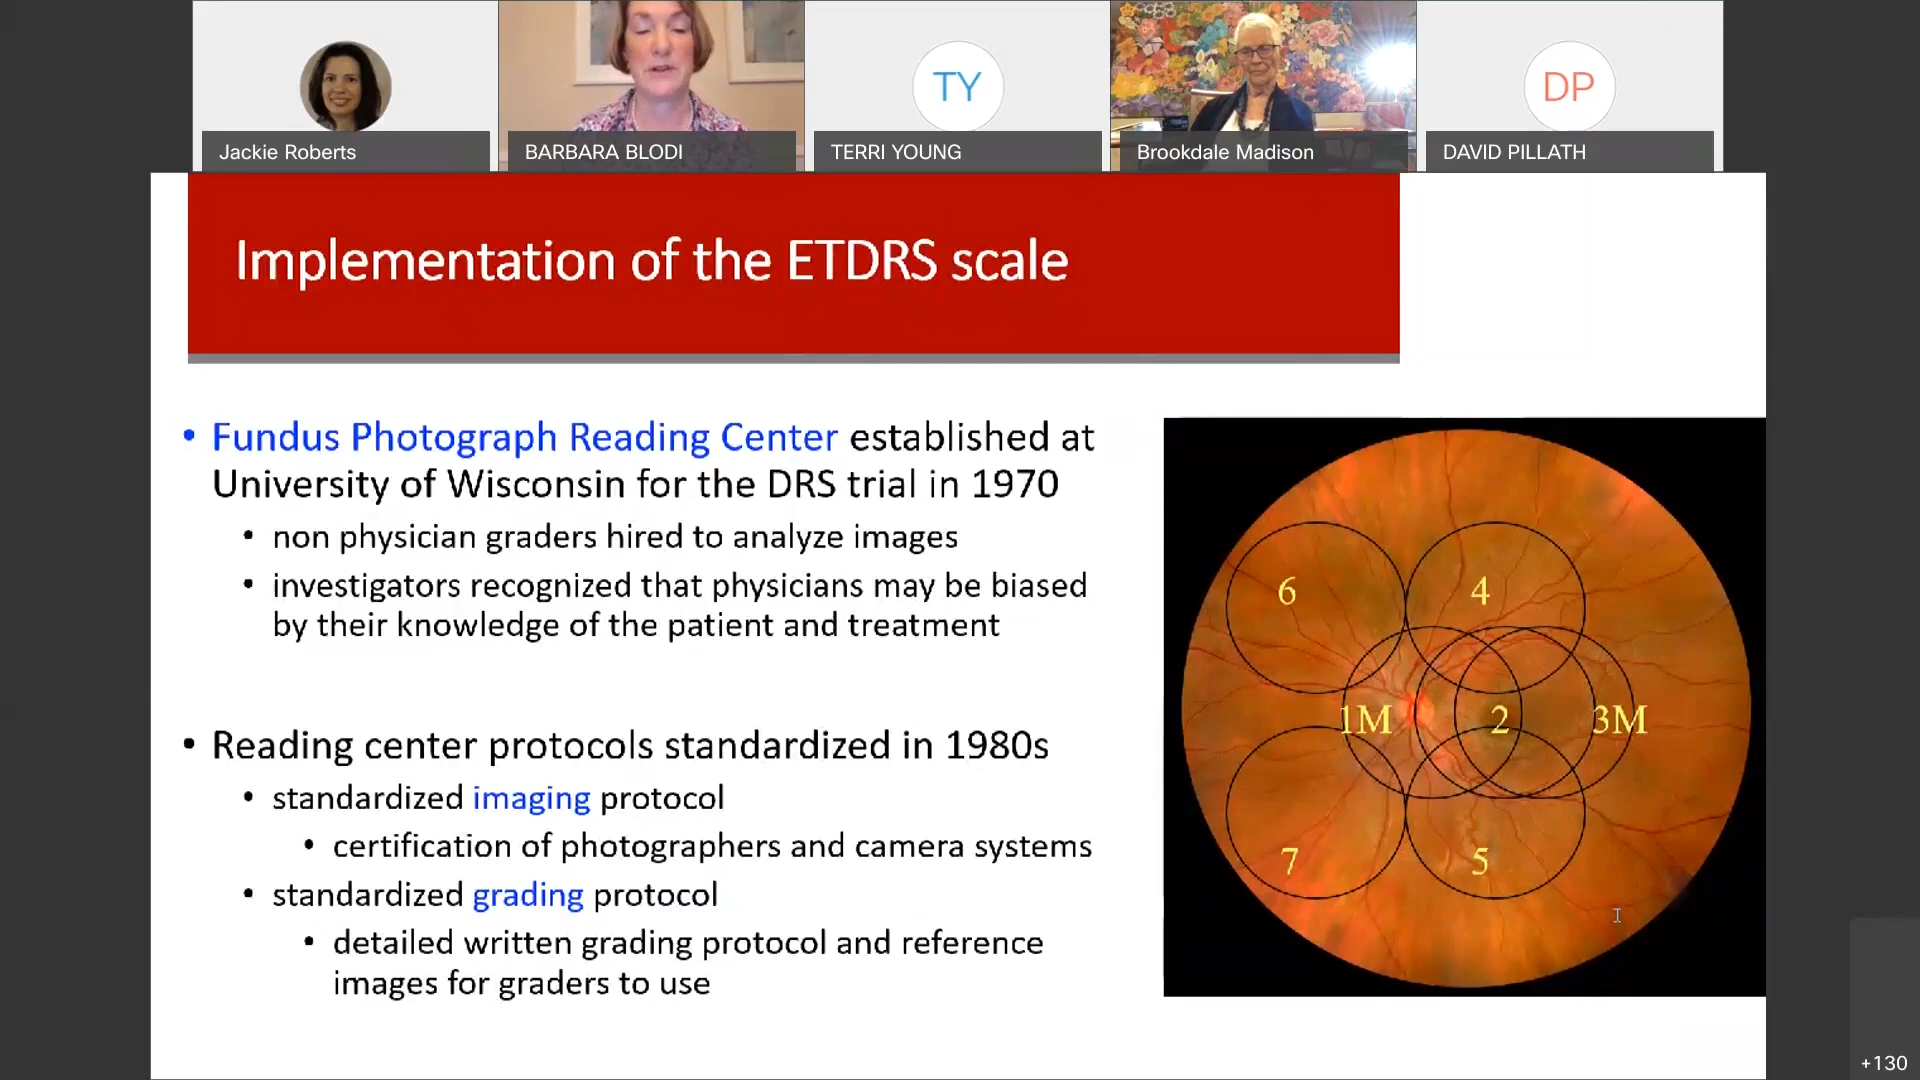 Jackie Roberts
BARBARA BLODI
TY
TERRI YOUNG
Brookdale Madison
DP
DAVID PILLATH
Implementation of the ETDRS scale
• Fundus Photograph Reading Center established at
University of Wisconsin for the DRS trial in 1970
• non physician graders hired to analyze images
• investigators recognized that physicians may be biased
by their knowledge of the patient and treatment
• Reading center protocols standardized in 1980s
• standardized imaging protocol
• certification of photographers and camera systems
• standardized grading protocol
• detailed written grading protocol and reference
images for graders to use
6 4
1M 2 3M
7 5
+130